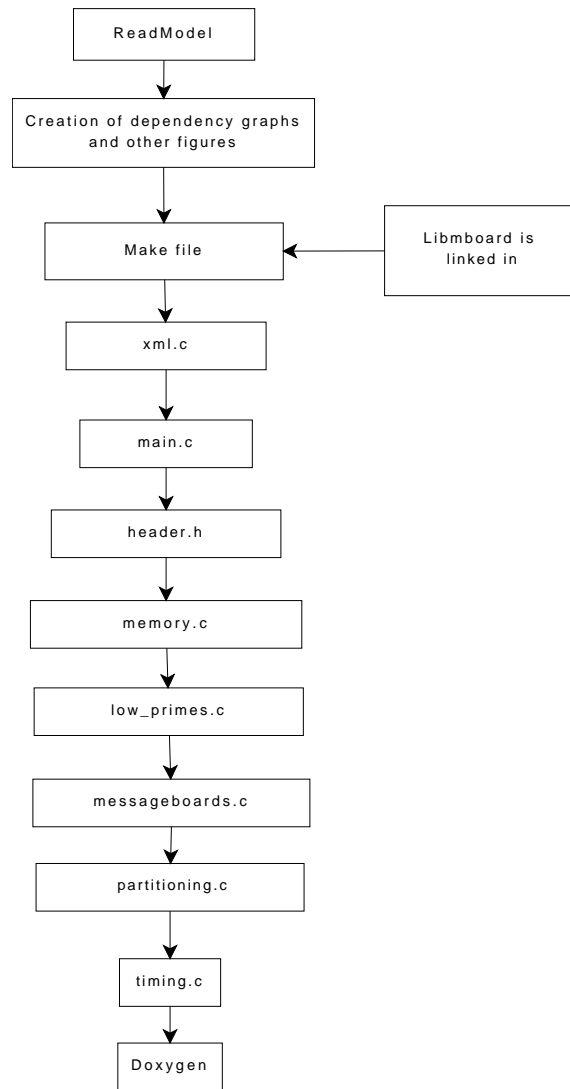 ReadModel
Creation of dependency graphs
and other figures
Make file
Libmboard is
linked in
xml.c
main.c
header.h
memory.c
low_primes.c
messageboards.c
partitioning.c
timing.c
Doxygen